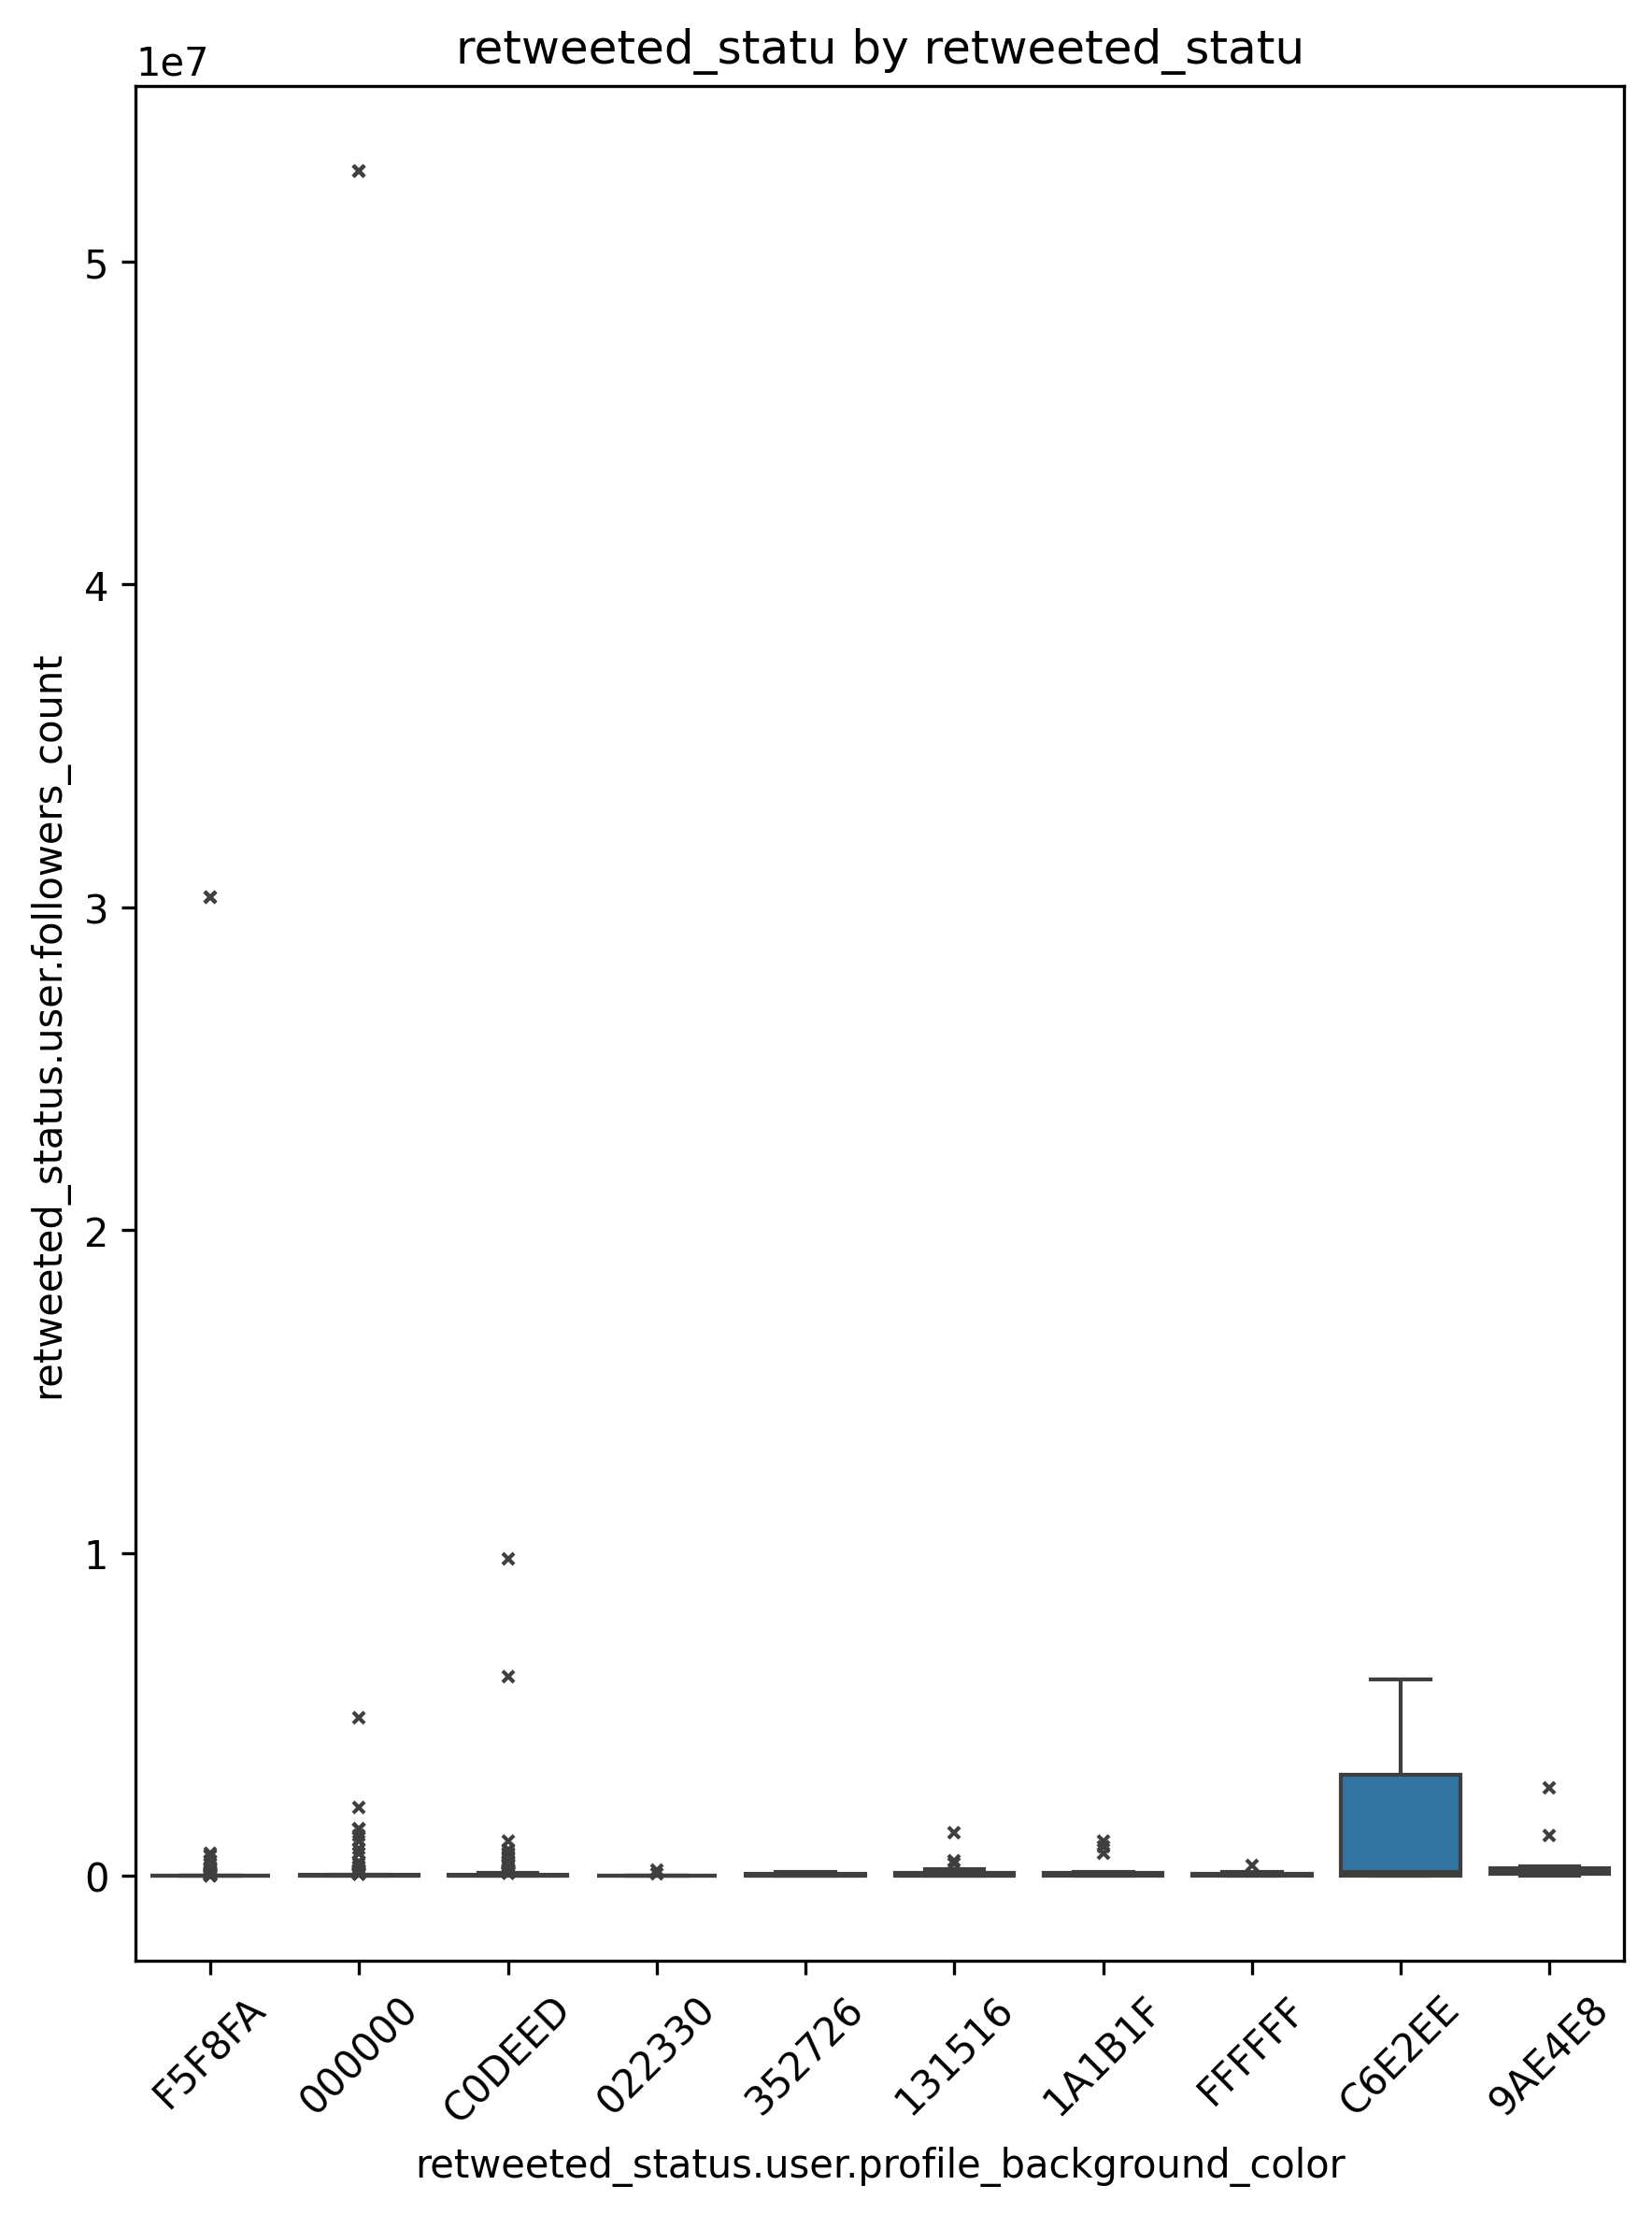 retweeted_statu by retweeted_statu
1e7
5
4
3
2
1
0
retweeted_status.user.followers_count
F5F8FA
000000
C0DEED
022330
352726
131516
1A1B1F
FFFFFF
C6E2EE
9AE4E8
retweeted_status.user.profile_background_color